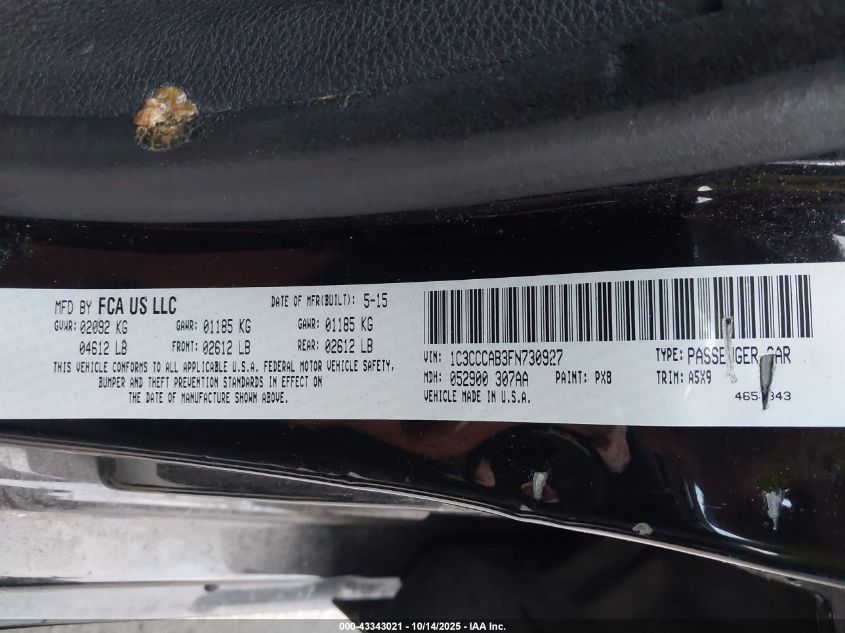 MFD BY FCA US LLC DATE OF MFR(BUILT): 5-15
GVWR: 02092 KG GAWR: 01185 KG GAWR: 01185 KG
04612 LB FRONT: 02612 LB REAR: 02612 LB
THIS VEHICLE CONFORMS TO ALL APPLICABLE U.S.A. FEDERAL MOTOR VEHICLE SAFETY,
BUMPER AND THEFT PREVENTION STANDARDS IN EFFECT ON
THE DATE OF MANUFACTURE SHOWN ABOVE.
VIN: 1C3CCCAB3FN730927 TYPE: PASSENGER CAR
MDH: 052900 307AA PAINT: PX8 TRIM: A5X9
VEHICLE MADE IN U.S.A.
000-43343021 - 10/14/2025 - IAA Inc.